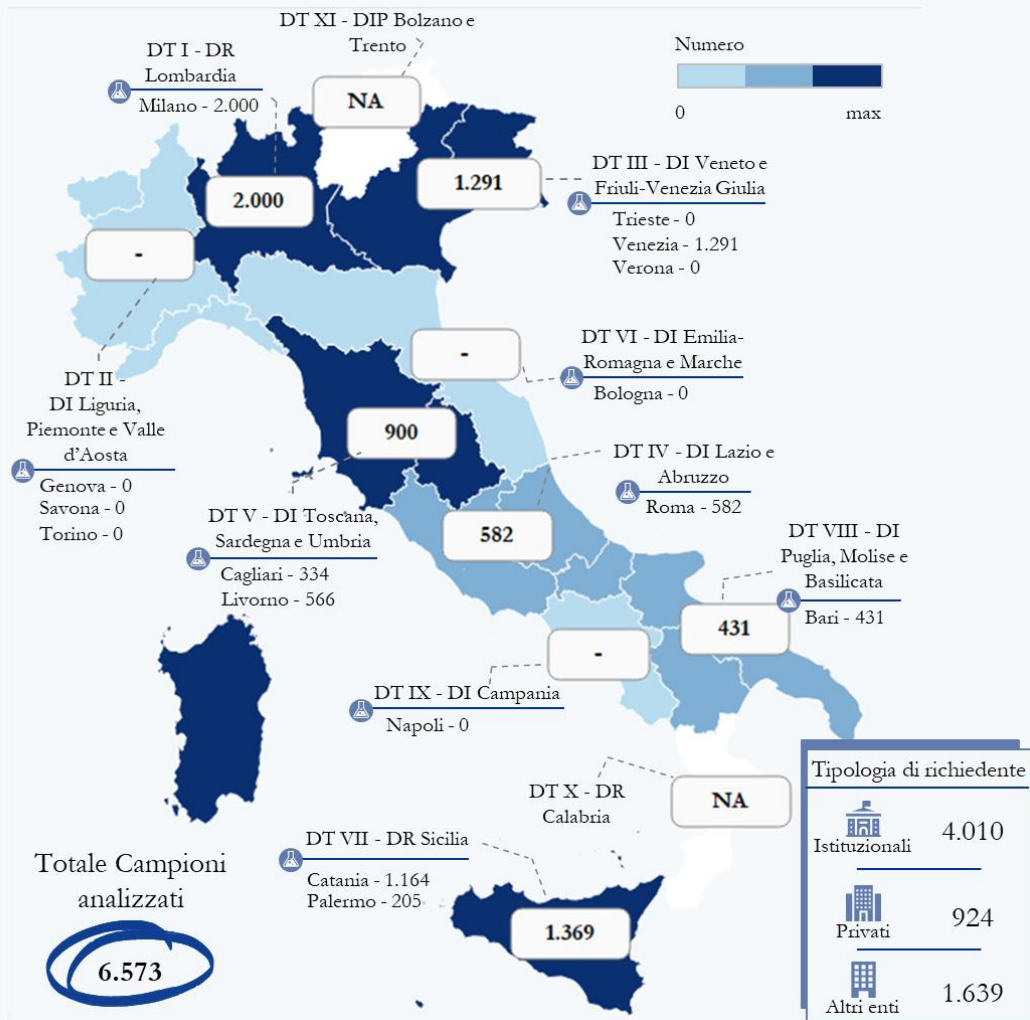 DT XI - DIP Bolzano e
Trento
NA
DT I - DR
Lombardia
Milano - 2.000
2.000
Numero
0
max
1.291
DT III - DI Veneto e
Friuli-Venezia Giulia
Trieste - 0
Venezia - 1.291
Verona - 0
-
DT II -
DI Liguria,
Piemonte e Valle
d'Aosta
Genova - 0
Savona - 0
Torino - 0
-
DT VI - DI Emilia-
Romagna e Marche
Bologna - 0
900
DT V - DI Toscana,
Sardegna e Umbria
Cagliari - 334
Livorno - 566
582
DT IV - DI Lazio e
Abruzzo
Roma - 582
DT VIII - DI
Puglia, Molise e
Basilicata
Bari - 431
431
-
DT IX - DI Campania
Napoli - 0
DT X - DR
Calabria
NA
DT VII - DR Sicilia
Catania - 1.164
Palermo - 205
1.369
Totale Campioni
analizzati
6.573
Tipologia di richiedente
Istituzionali
4.010
Privati
924
Altri enti
1.639